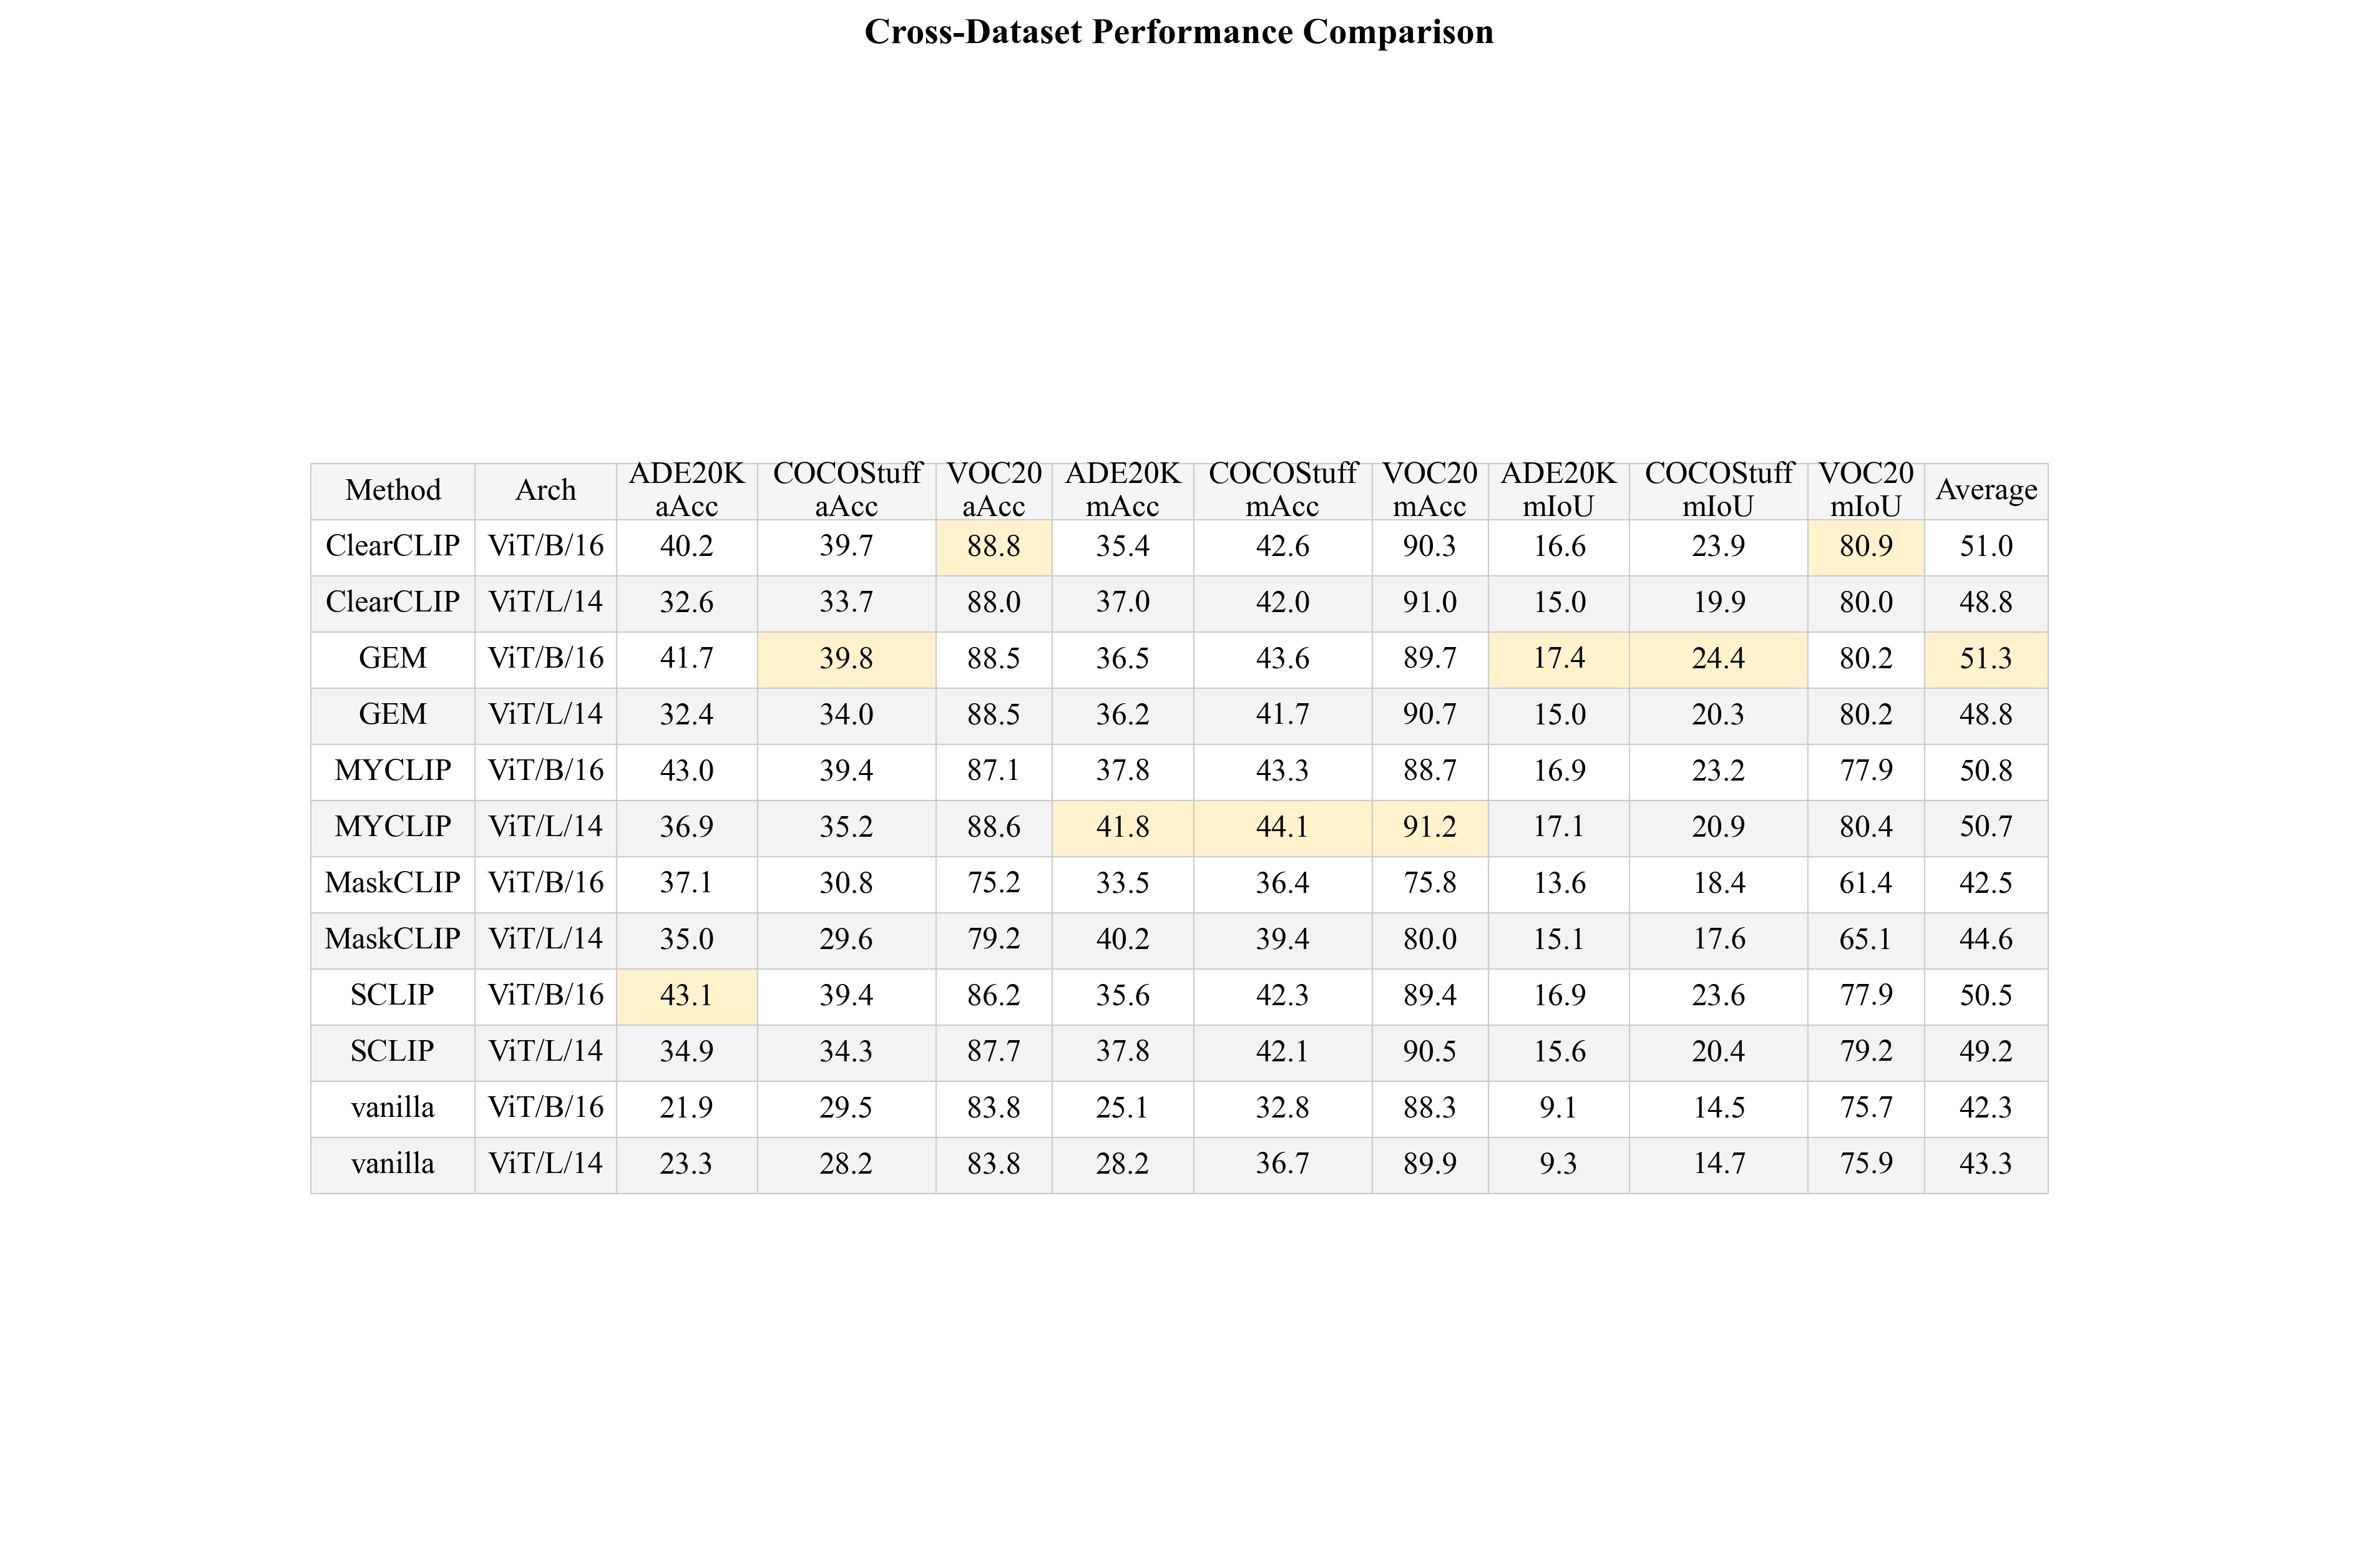 Cross-Dataset Performance Comparison
Method Arch ADE20K aAcc COCOStuff aAcc VOC20 aAcc ADE20K mAcc COCOStuff mAcc VOC20 mAcc ADE20K mIoU COCOStuff mIoU VOC20 mIoU Average
ClearCLIP ViT/B/16 40.2 39.7 88.8 35.4 42.6 90.3 16.6 23.9 80.9 51.0
ClearCLIP ViT/L/14 32.6 33.7 88.0 37.0 42.0 91.0 15.0 19.9 80.0 48.8
GEM ViT/B/16 41.7 39.8 88.5 36.5 43.6 89.7 17.4 24.4 80.2 51.3
GEM ViT/L/14 32.4 34.0 88.5 36.2 41.7 90.7 15.0 20.3 80.2 48.8
MYCLIP ViT/B/16 43.0 39.4 87.1 37.8 43.3 88.7 16.9 23.2 77.9 50.8
MYCLIP ViT/L/14 36.9 35.2 88.6 41.8 44.1 91.2 17.1 20.9 80.4 50.7
MaskCLIP ViT/B/16 37.1 30.8 75.2 33.5 36.4 75.8 13.6 18.4 61.4 42.5
MaskCLIP ViT/L/14 35.0 29.6 79.2 40.2 39.4 80.0 15.1 17.6 65.1 44.6
SCLIP ViT/B/16 43.1 39.4 86.2 35.6 42.3 89.4 16.9 23.6 77.9 50.5
SCLIP ViT/L/14 34.9 34.3 87.7 37.8 42.1 90.5 15.6 20.4 79.2 49.2
vanilla ViT/B/16 21.9 29.5 83.8 25.1 32.8 88.3 9.1 14.5 75.7 42.3
vanilla ViT/L/14 23.3 28.2 83.8 28.2 36.7 89.9 9.3 14.7 75.9 43.3